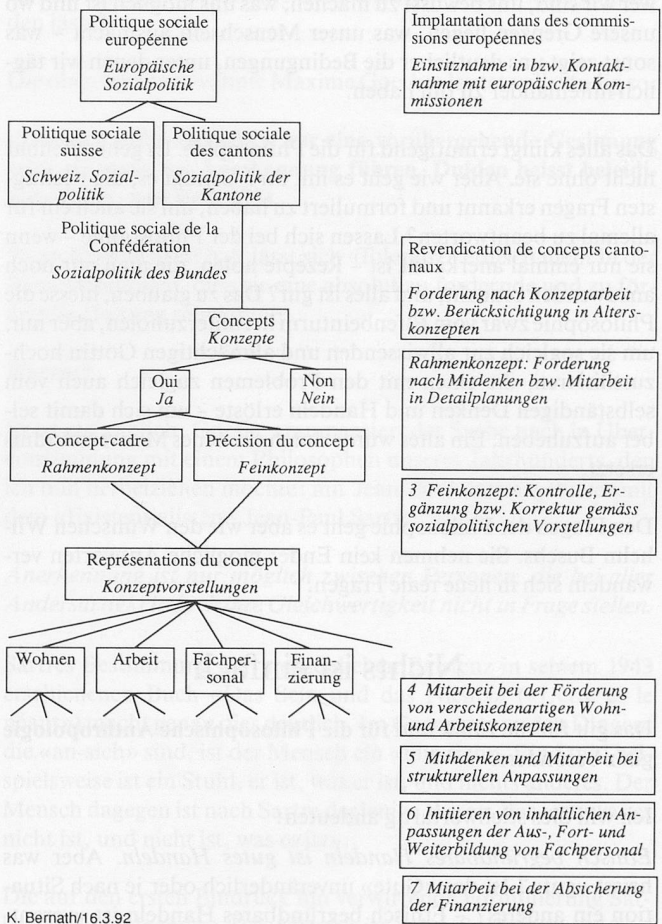 Politique sociale
européenne
Europäische
Sozialpolitik
Politique sociale
suisse
Schweiz. Sozial-
politik
Politique sociale
des cantons
Sozialpolitik der
Kantone
Politique sociale de la
Confédération
Sozialpolitik des Bundes
Concepts
Konzepte
Oui
Ja
Non
Nein
Concept-cadre
Rahmenkonzept
Précision du concept
Feinkonzept
Représenations du concept
Konzeptvorstellungen
Wohnen
Arbeit
Fachper-
sonal
Finan-
zierung
K. Bernath/16.3.92
Implantation dans des commis-
sions européennes
Einsitznahme in bzw. Kontakt-
nahme mit europäischen Kom-
missionen
Revendication de concepts canto-
naux
Forderung nach Konzeptarbeit
bzw. Berücksichtigung in Alters-
konzepten
Rahmenkonzept: Forderung
nach Mitdenken bzw. Mitarbeit
in Detailplanungen
3 Feinkonzept: Kontrolle, Er-
gänzung bzw. Korrektur gemäss
sozialpolitischen Vorstellungen
4 Mitarbeit bei der Förderung
von verschiedenartigen Wohn-
und Arbeitskonzepten
5 Mithdenken und Mitarbeit bei
strukturellen Anpassungen
6 Initiieren von inhaltlichen An-
passungen der Aus-, Fort- und
Weiterbildung von Fachpersonal
7 Mitarbeit bei der Absicherung
der Finanzierung